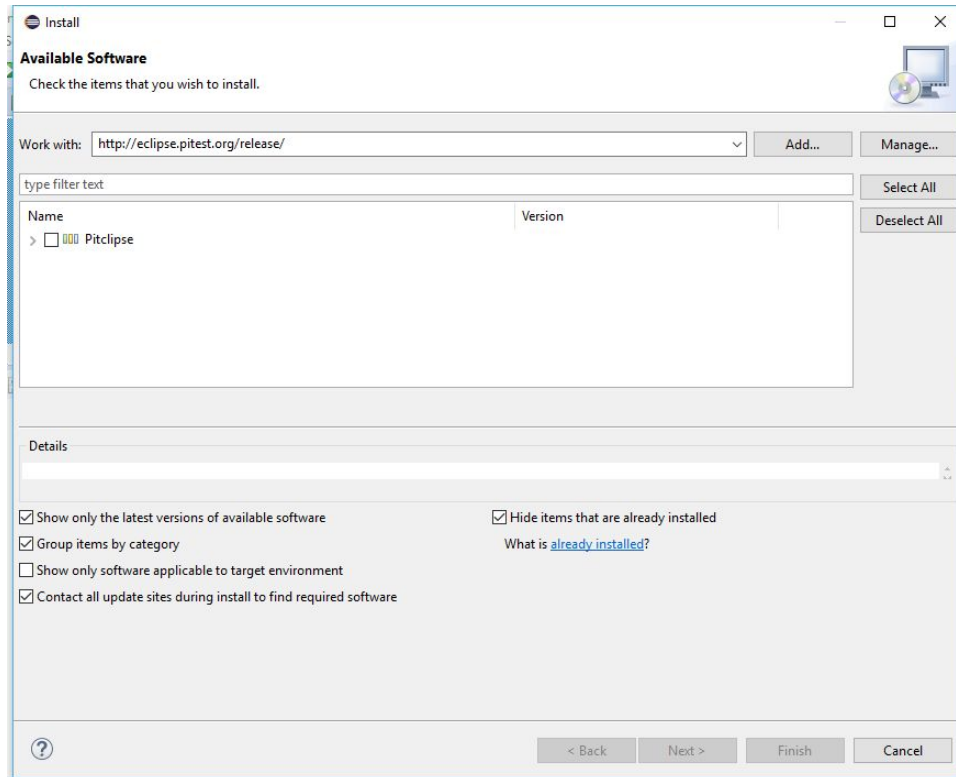 Install
Available Software
Check the items that you wish to install.
Work with: http://eclipse.pitest.org/release/ Add... Manage...
type filter text Select All
Name Version Deselect All
Pitclipse
Details
Show only the latest versions of available software Hide items that are already installed
Group items by category What is already installed?
Show only software applicable to target environment
Contact all update sites during install to find required software
? < Back Next > Finish Cancel